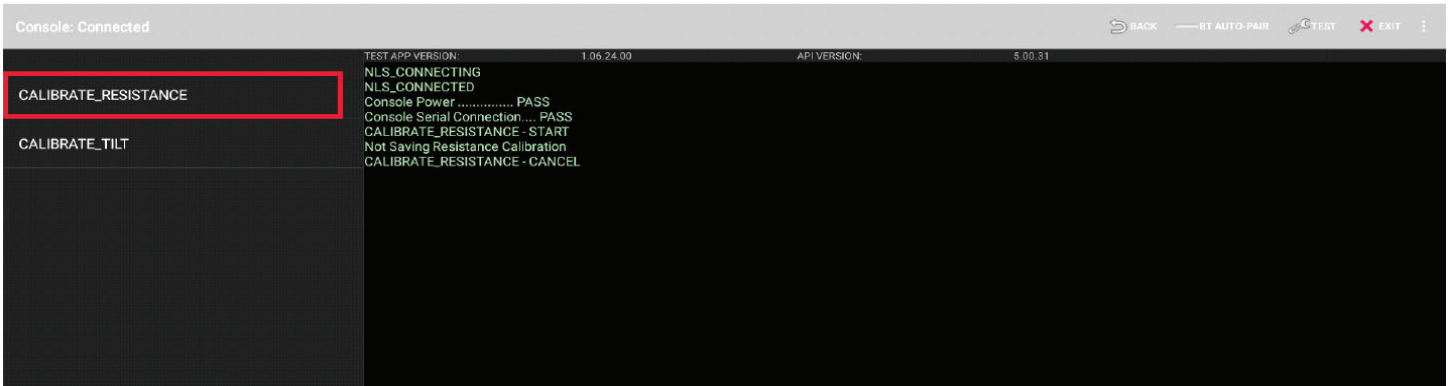 Console: Connected
BACK BT AUTO-PAIR TEST EXIT
CALIBRATE_RESISTANCE
CALIBRATE_TILT
TEST APP VERSION: 1.06.24.00 API VERSION: 5.00.31
NLS_CONNECTING
NLS_CONNECTED
Console Power ............... PASS
Console Serial Connection.... PASS
CALIBRATE_RESISTANCE - START
Not Saving Resistance Calibration
CALIBRATE_RESISTANCE - CANCEL